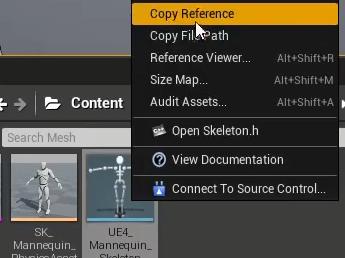 Copy Reference
Copy File Path
Reference Viewer... Alt+Shift+R
Size Map... Alt+Shift+M
Audit Assets... Alt+Shift+A
Open Skeleton.h
View Documentation
Connect To Source Control...
Content
Search Mesh
SK_
Mannequin_
PhysicsAsset
UE4_
Mannequin_
Skeleton